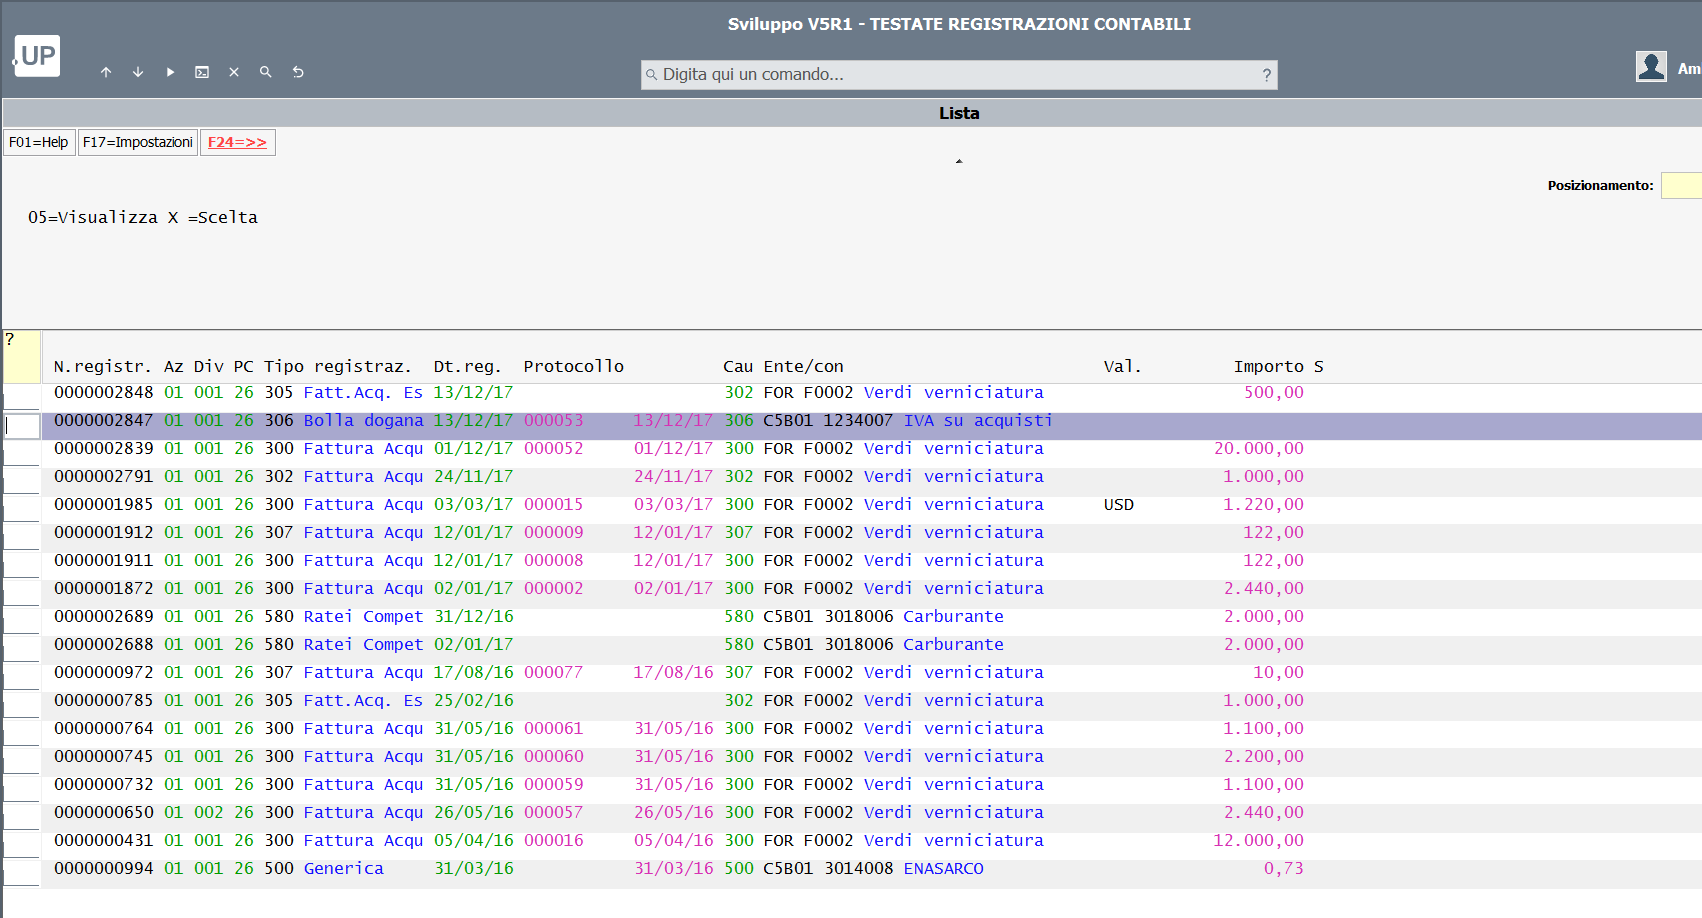 Sviluppo V5R1 - TESTATE REGISTRAZIONI CONTABILI
.UP
Digita qui un comando... ?
Am
Lista
F01=Help F17=Impostazioni F24=>>
Posizionamento:
05=Visualizza X =Scelta
?
N.registr. Az Div PC Tipo registraz. Dt.reg. Protocollo Cau Ente/con Val. Importo S
0000002848 01 001 26 305 Fatt.Acq. Es 13/12/17 302 FOR F0002 Verdi verniciatura 500,00
0000002847 01 001 26 306 Bolla dogana 13/12/17 000053 13/12/17 306 C5B01 1234007 IVA su acquisti
0000002839 01 001 26 300 Fattura Acqu 01/12/17 000052 01/12/17 300 FOR F0002 Verdi verniciatura 20.000,00
0000002791 01 001 26 302 Fattura Acqu 24/11/17 24/11/17 302 FOR F0002 Verdi verniciatura 1.000,00
0000001985 01 001 26 300 Fattura Acqu 03/03/17 000015 03/03/17 300 FOR F0002 Verdi verniciatura USD 1.220,00
0000001912 01 001 26 307 Fattura Acqu 12/01/17 000009 12/01/17 307 FOR F0002 Verdi verniciatura 122,00
0000001911 01 001 26 300 Fattura Acqu 12/01/17 000008 12/01/17 300 FOR F0002 Verdi verniciatura 122,00
0000001872 01 001 26 300 Fattura Acqu 02/01/17 000002 02/01/17 300 FOR F0002 Verdi verniciatura 2.440,00
0000002689 01 001 26 580 Ratei Compet 31/12/16 580 C5B01 3018006 Carburante 2.000,00
0000002688 01 001 26 580 Ratei Compet 02/01/17 580 C5B01 3018006 Carburante 2.000,00
0000000972 01 001 26 307 Fattura Acqu 17/08/16 000077 17/08/16 307 FOR F0002 Verdi verniciatura 10,00
0000000785 01 001 26 305 Fatt.Acq. Es 25/02/16 302 FOR F0002 Verdi verniciatura 1.000,00
0000000764 01 001 26 300 Fattura Acqu 31/05/16 000061 31/05/16 300 FOR F0002 Verdi verniciatura 1.100,00
0000000745 01 001 26 300 Fattura Acqu 31/05/16 000060 31/05/16 300 FOR F0002 Verdi verniciatura 2.200,00
0000000732 01 001 26 300 Fattura Acqu 31/05/16 000059 31/05/16 300 FOR F0002 Verdi verniciatura 1.100,00
0000000650 01 002 26 300 Fattura Acqu 26/05/16 000057 26/05/16 300 FOR F0002 Verdi verniciatura 2.440,00
0000000431 01 001 26 300 Fattura Acqu 05/04/16 000016 05/04/16 300 FOR F0002 Verdi verniciatura 12.000,00
0000000994 01 001 26 500 Generica 31/03/16 31/03/16 500 C5B01 3014008 ENASARCO 0,73